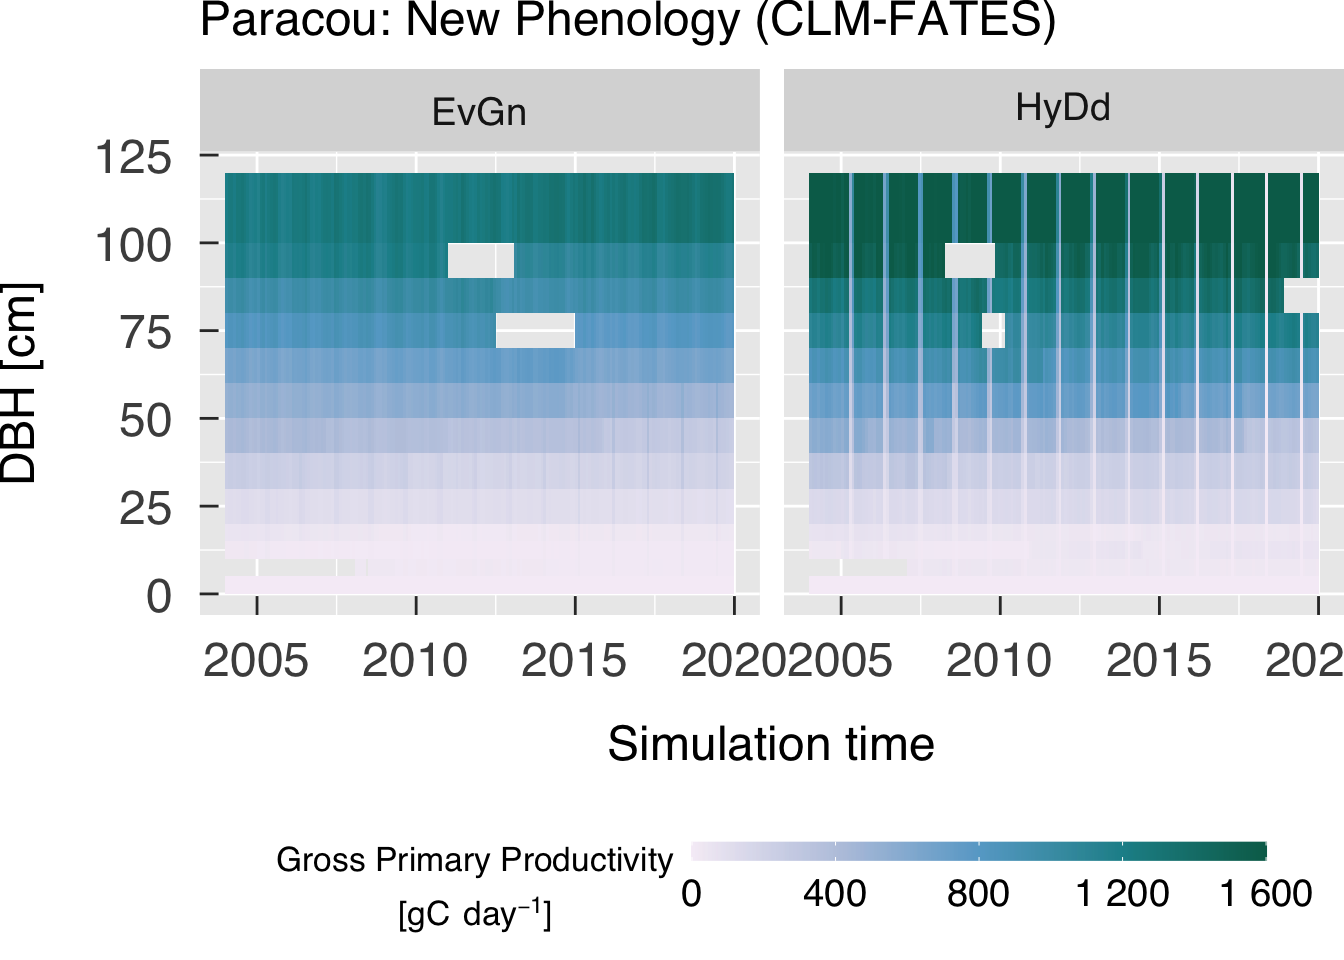 Paracou: New Phenology (CLM-FATES)
EvGn
HyDd
DBH [cm]
125
100
75
50
25
0
2005 2010 2015 2020
2005 2010 2015 202
Simulation time
Gross Primary Productivity
[gC day⁻¹]
0 400 800 1 200 1 600